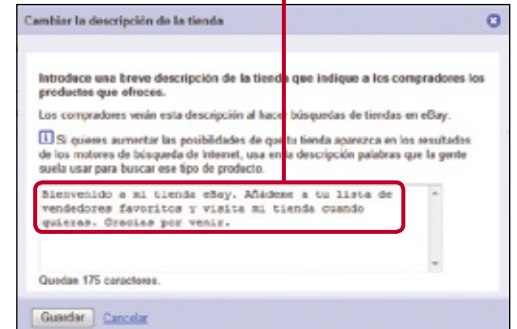 Cambiar la descripción de la tienda
Introduce una breve descripción de la tienda que indique a los compradores los
productos que ofreces.
Los compradores verán esta descripción al hacer búsquedas de tiendas en eBay.
Si quieres aumentar las posibilidades de que tu tienda aparezca en los resultados
de los motores de búsqueda de Internet, usa en la descripción palabras que la gente
suela usar para buscar ese tipo de producto.
Bienvenido a mi tienda eBay. Añádeme a tu lista de
vendedores favoritos y visita mi tienda cuando
quieras. Gracias por venir.
Quedan 175 caracteres.
Guardar Cancelar